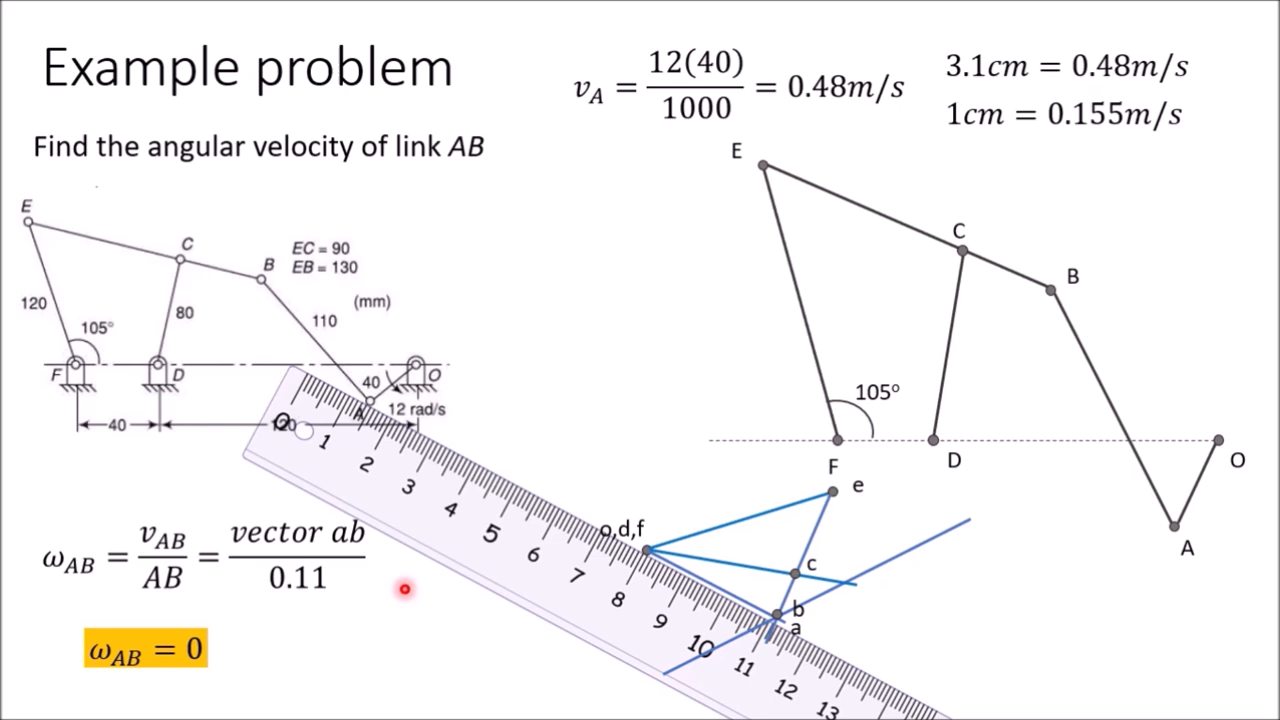 Example problem
Find the angular velocity of link AB
v_A = 12(40)/1000 = 0.48m/s
3.1cm = 0.48m/s
1cm = 0.155m/s
E
C
B
EC = 90
EB = 130
(mm)
120
105°
80
110
F
D
40
A
O
12 rad/s
40
120
0 1 2 3 4 5 6 7 8 9 10 11 12 13
E
C
B
105°
F
D
O
A
e
o,d,f
c
b
a
ω_AB = v_AB/AB = vector ab/0.11
ω_AB = 0